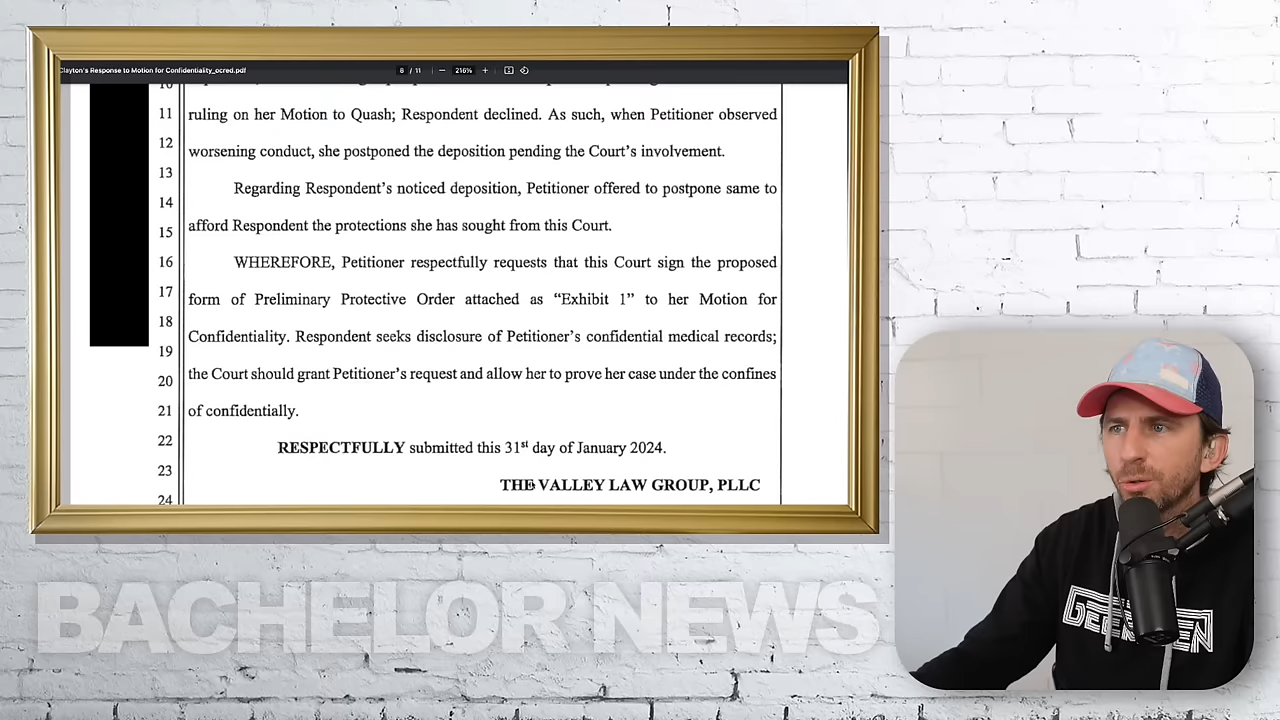 Clayton's Response to Motion for Confidentiality_ocred.pdf
8 / 11
216%
10
11 ruling on her Motion to Quash; Respondent declined. As such, when Petitioner observed
12 worsening conduct, she postponed the deposition pending the Court's involvement.
13 Regarding Respondent's noticed deposition, Petitioner offered to postpone same to
14
15 afford Respondent the protections she has sought from this Court.
16 WHEREFORE, Petitioner respectfully requests that this Court sign the proposed
17 form of Preliminary Protective Order attached as “Exhibit 1” to her Motion for
18 Confidentiality. Respondent seeks disclosure of Petitioner's confidential medical records;
19
20 the Court should grant Petitioner's request and allow her to prove her case under the confines
21 of confidentially.
22 RESPECTFULLY submitted this 31st day of January 2024.
23 THE VALLEY LAW GROUP, PLLC
24
BACHELOR NEWS